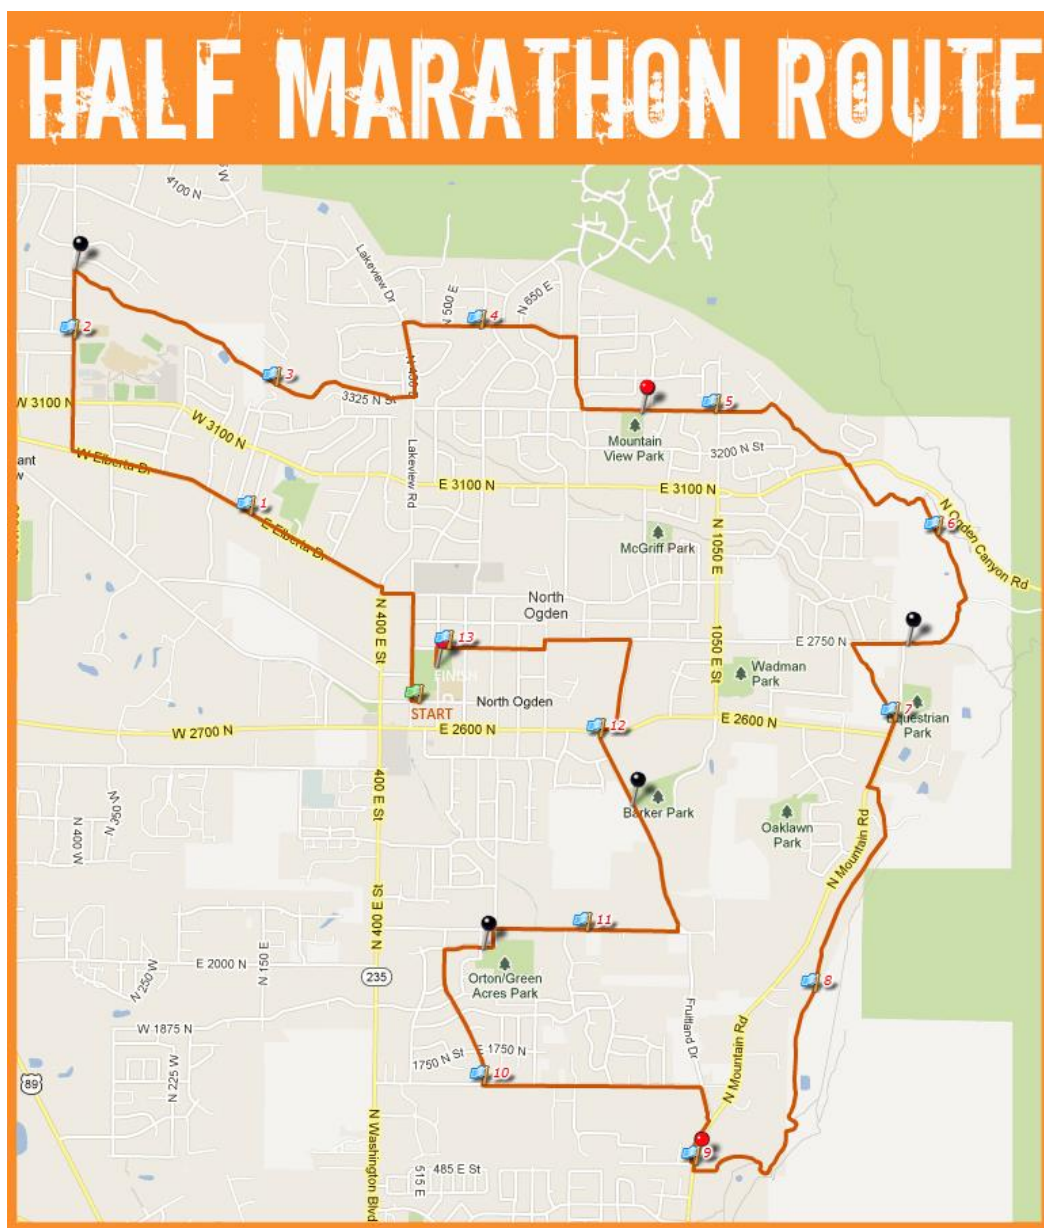 HALF MARATHON ROUTE
4100 N
Lakeview Dr
N 500 E
N 650 E
2
4
3
3325 N St
W 3100 N
W 3100 N
5
Mountain
View Park
3200 N St
W Elberta Dr
Lakeview Rd
E 3100 N
E 3100 N
1
E Elberta Dr
N 1050 E
McGriff Park
6
N Ogden Canyon Rd
North
Ogden
N 400 E St
13
E 2750 N
1050 E St
FINISH
Wadman
Park
START
North Ogden
7
Equestrian
Park
W 2700 N
E 2600 N
12
E 2600 N
400 E St
N 350 W
N 400 W
Barker Park
Oaklawn
Park
N Mountain Rd
N 400 E St
11
N 150 E
E 2000 N
N 250 W
235
Orton/Green
Acres Park
8
Fruitland Dr
W 1875 N
N Mountain Rd
1750 N St
E 1750 N
N 225 W
10
89
N Washington Blvd
9
485 E St
515 E